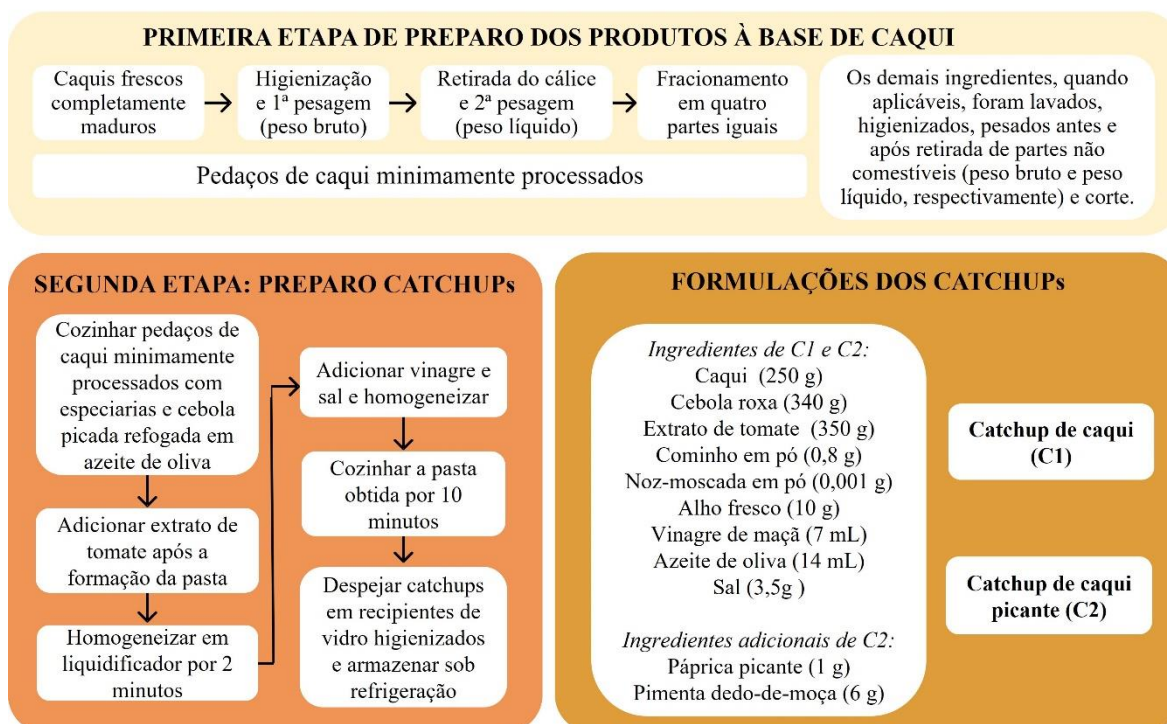 PRIMEIRA ETAPA DE PREPARO DOS PRODUTOS À BASE DE CAQUI
Caquis frescos
completamente
maduros
Higienização
e 1ª pesagem
(peso bruto)
Retirada do cálice
e 2ª pesagem
(peso líquido)
Fracionamento
em quatro
partes iguais
Pedaços de caqui minimamente processados
Os demais ingredientes, quando
aplicáveis, foram lavados,
higienizados, pesados antes e
após retirada de partes não
comestíveis (peso bruto e peso
líquido, respectivamente) e corte.
SEGUNDA ETAPA: PREPARO CATCHUPs
Cozinhar pedaços de
caqui minimamente
processados com
especiarias e cebola
picada refogada em
azeite de oliva
Adicionar extrato de
tomate após a
formação da pasta
Homogeneizar em
liquidificador por 2
minutos
Adicionar vinagre e
sal e homogeneizar
Cozinhar a pasta
obtida por 10
minutos
Despejar catchups
em recipientes de
vidro higienizados
e armazenar sob
refrigeração
FORMULAÇÕES DOS CATCHUPs
Ingredientes de C1 e C2:
Caqui (250 g)
Cebola roxa (340 g)
Extrato de tomate (350 g)
Cominho em pó (0,8 g)
Noz-moscada em pó (0,001 g)
Alho fresco (10 g)
Vinagre de maçã (7 mL)
Azeite de oliva (14 mL)
Sal (3,5g )
Ingredientes adicionais de C2:
Páprica picante (1 g)
Pimenta dedo-de-moça (6 g)
Catchup de caqui
(C1)
Catchup de caqui
picante (C2)